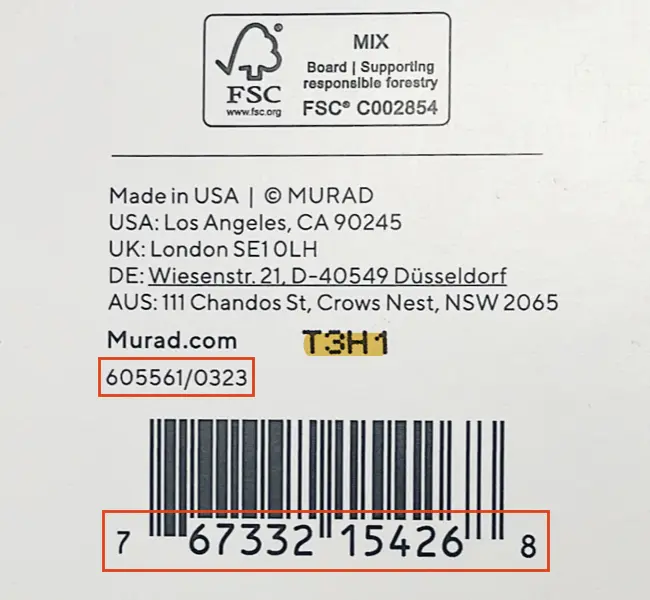 MIX
Board | Supporting
responsible forestry
FSC® C002854
FSC
www.fsc.org
Made in USA | © MURAD
USA: Los Angeles, CA 90245
UK: London SE1 0LH
DE: Wiesenstr. 21, D-40549 Düsseldorf
AUS: 111 Chandos St, Crows Nest, NSW 2065
Murad.com T3H1
605561/0323
7 67332 15426 8